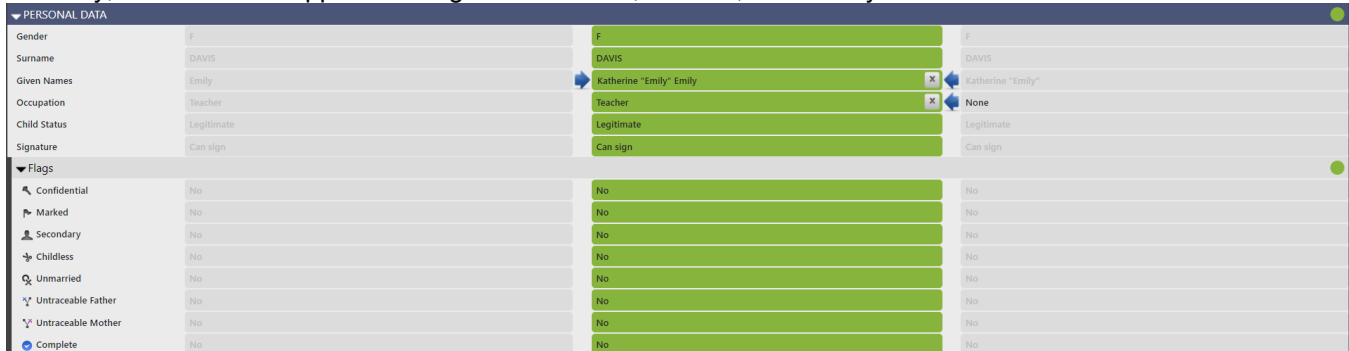 PERSONAL DATA
Gender F F F
Surname DAVIS DAVIS DAVIS
Given Names Emily Katherine "Emily" Emily x Katherine "Emily"
Occupation Teacher Teacher x None
Child Status Legitimate Legitimate Legitimate
Signature Can sign Can sign Can sign
Flags
Confidential No No No
Marked No No No
Secondary No No No
Childless No No No
Unmarried No No No
Untraceable Father No No No
Untraceable Mother No No No
Complete No No No